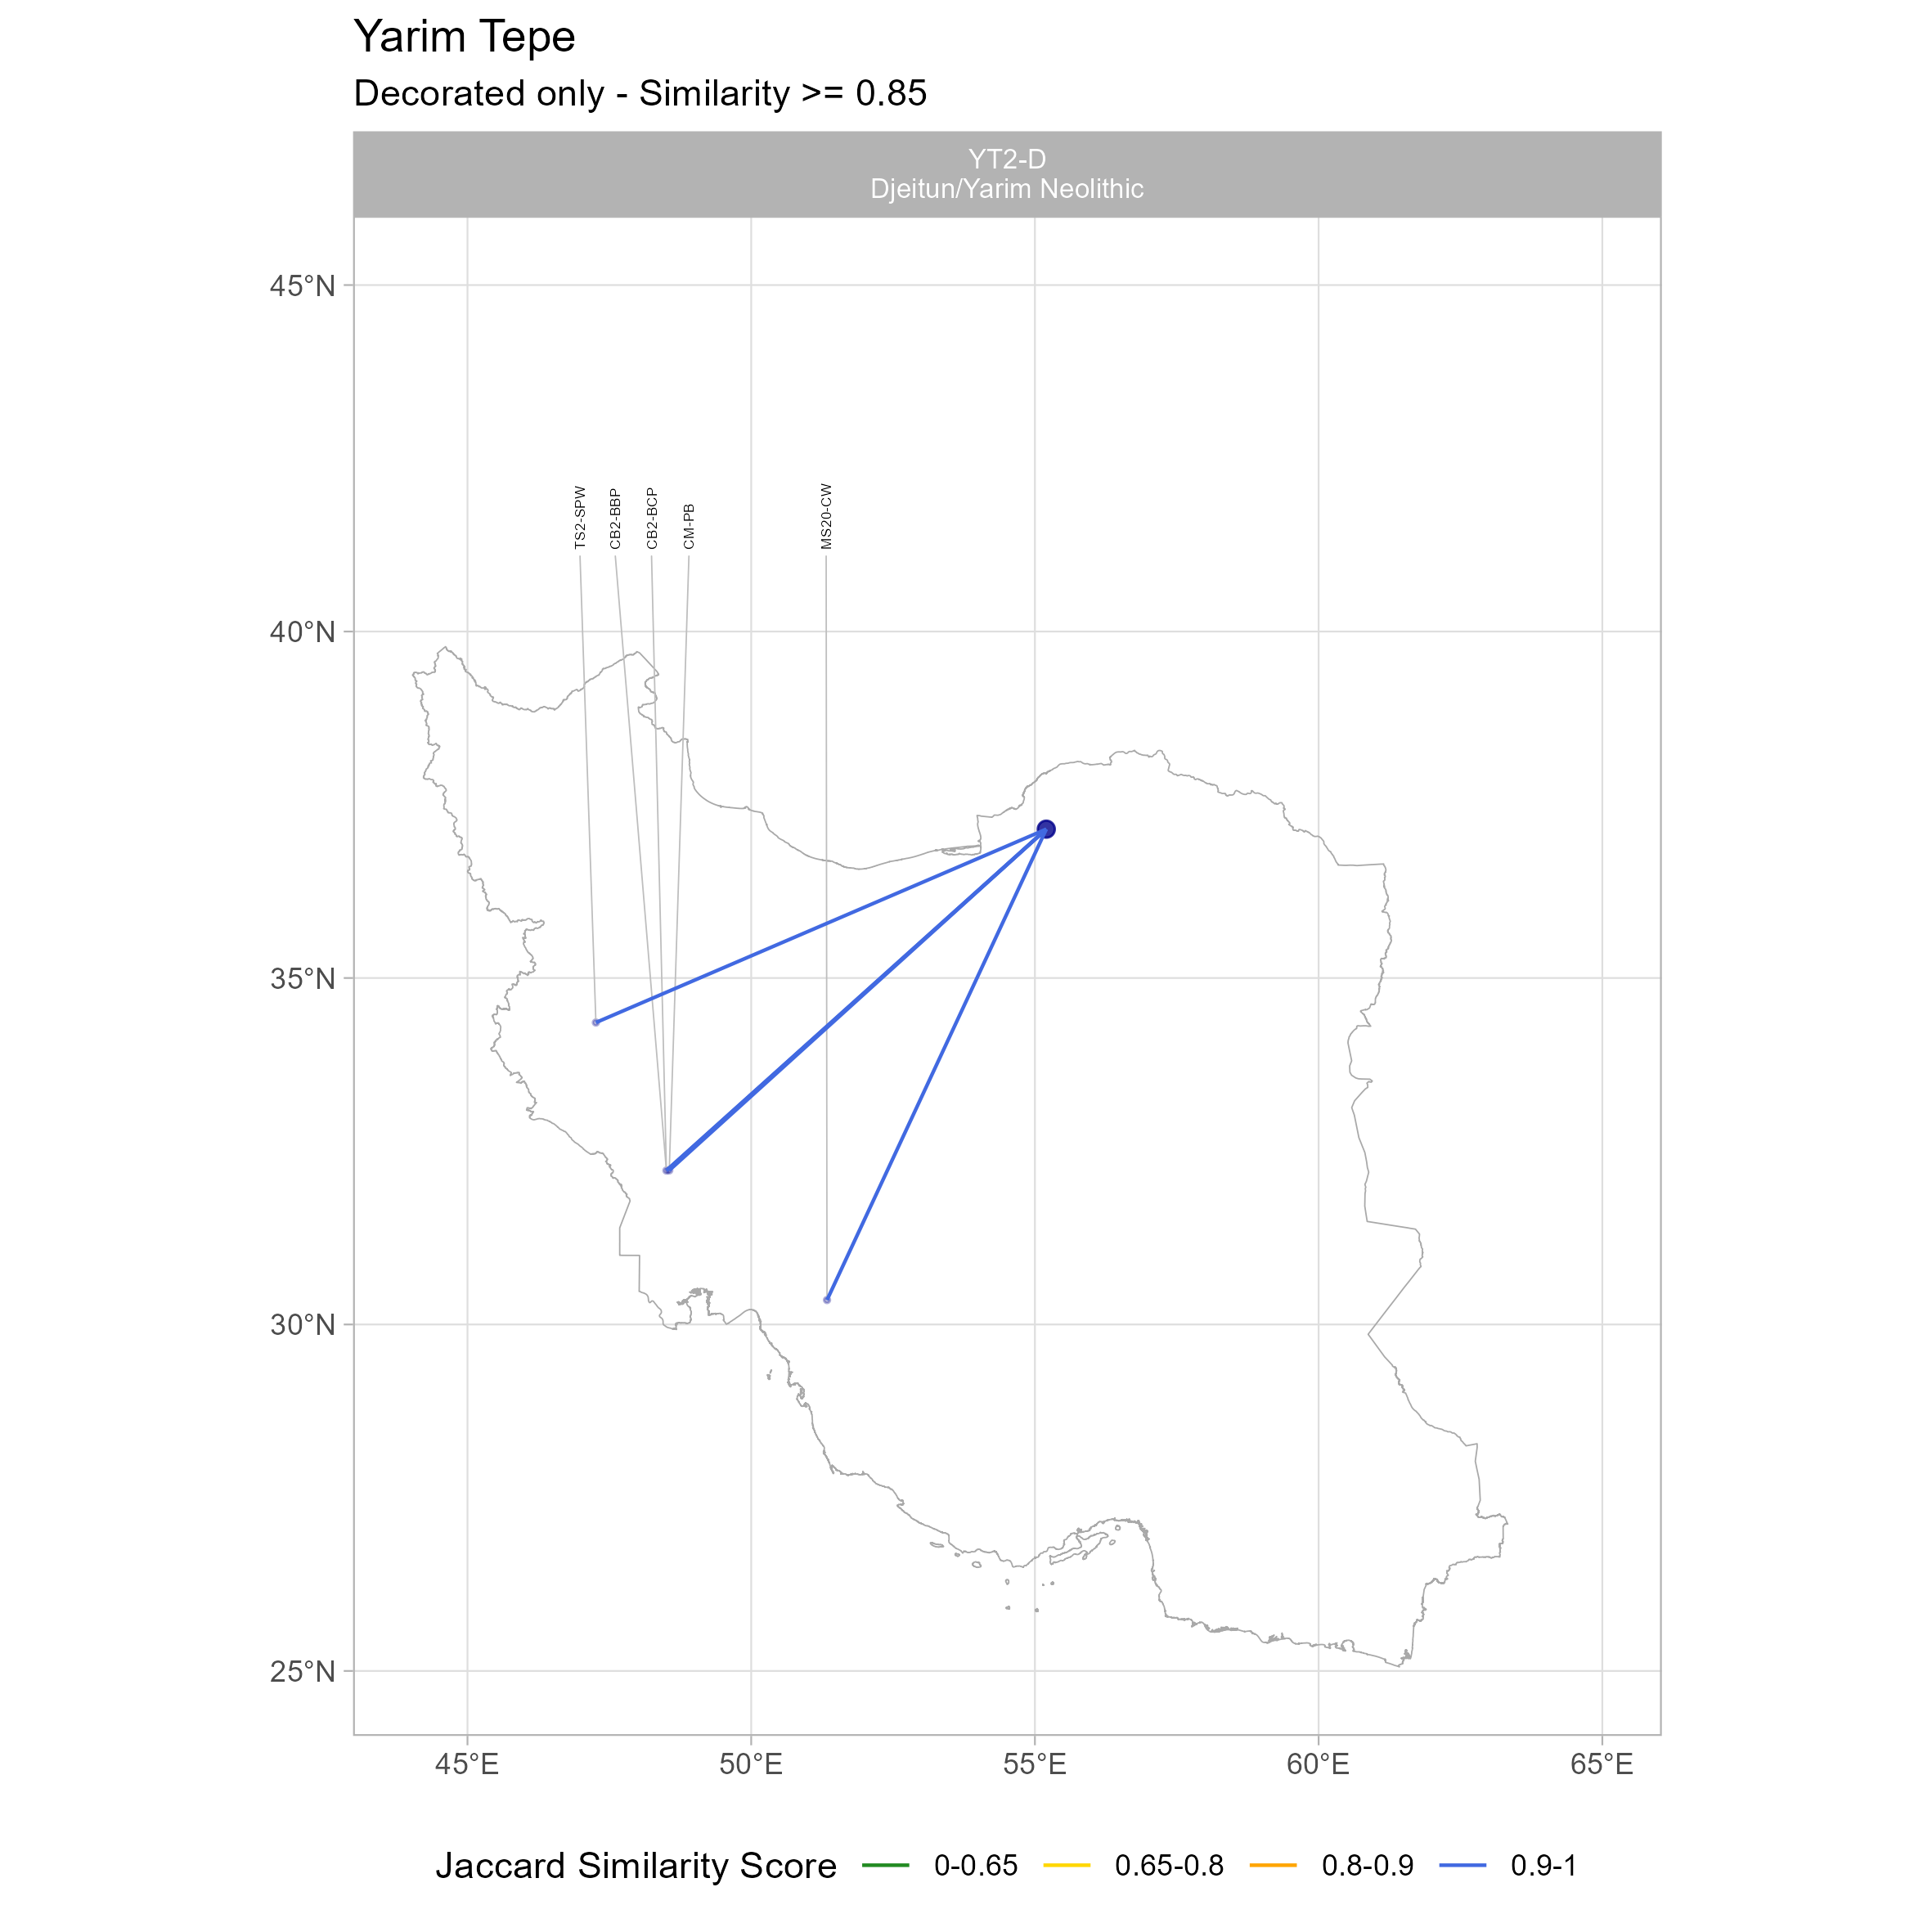 Yarim Tepe
Decorated only - Similarity >= 0.85
YT2-D
Djeitun/Yarim Neolithic
45°N
40°N
35°N
30°N
25°N
TS2-SPW
CB2-BBP
CB2-BCP
CM-PB
MS20-CW
45°E 50°E 55°E 60°E 65°E
Jaccard Similarity Score 0-0.65 0.65-0.8 0.8-0.9 0.9-1